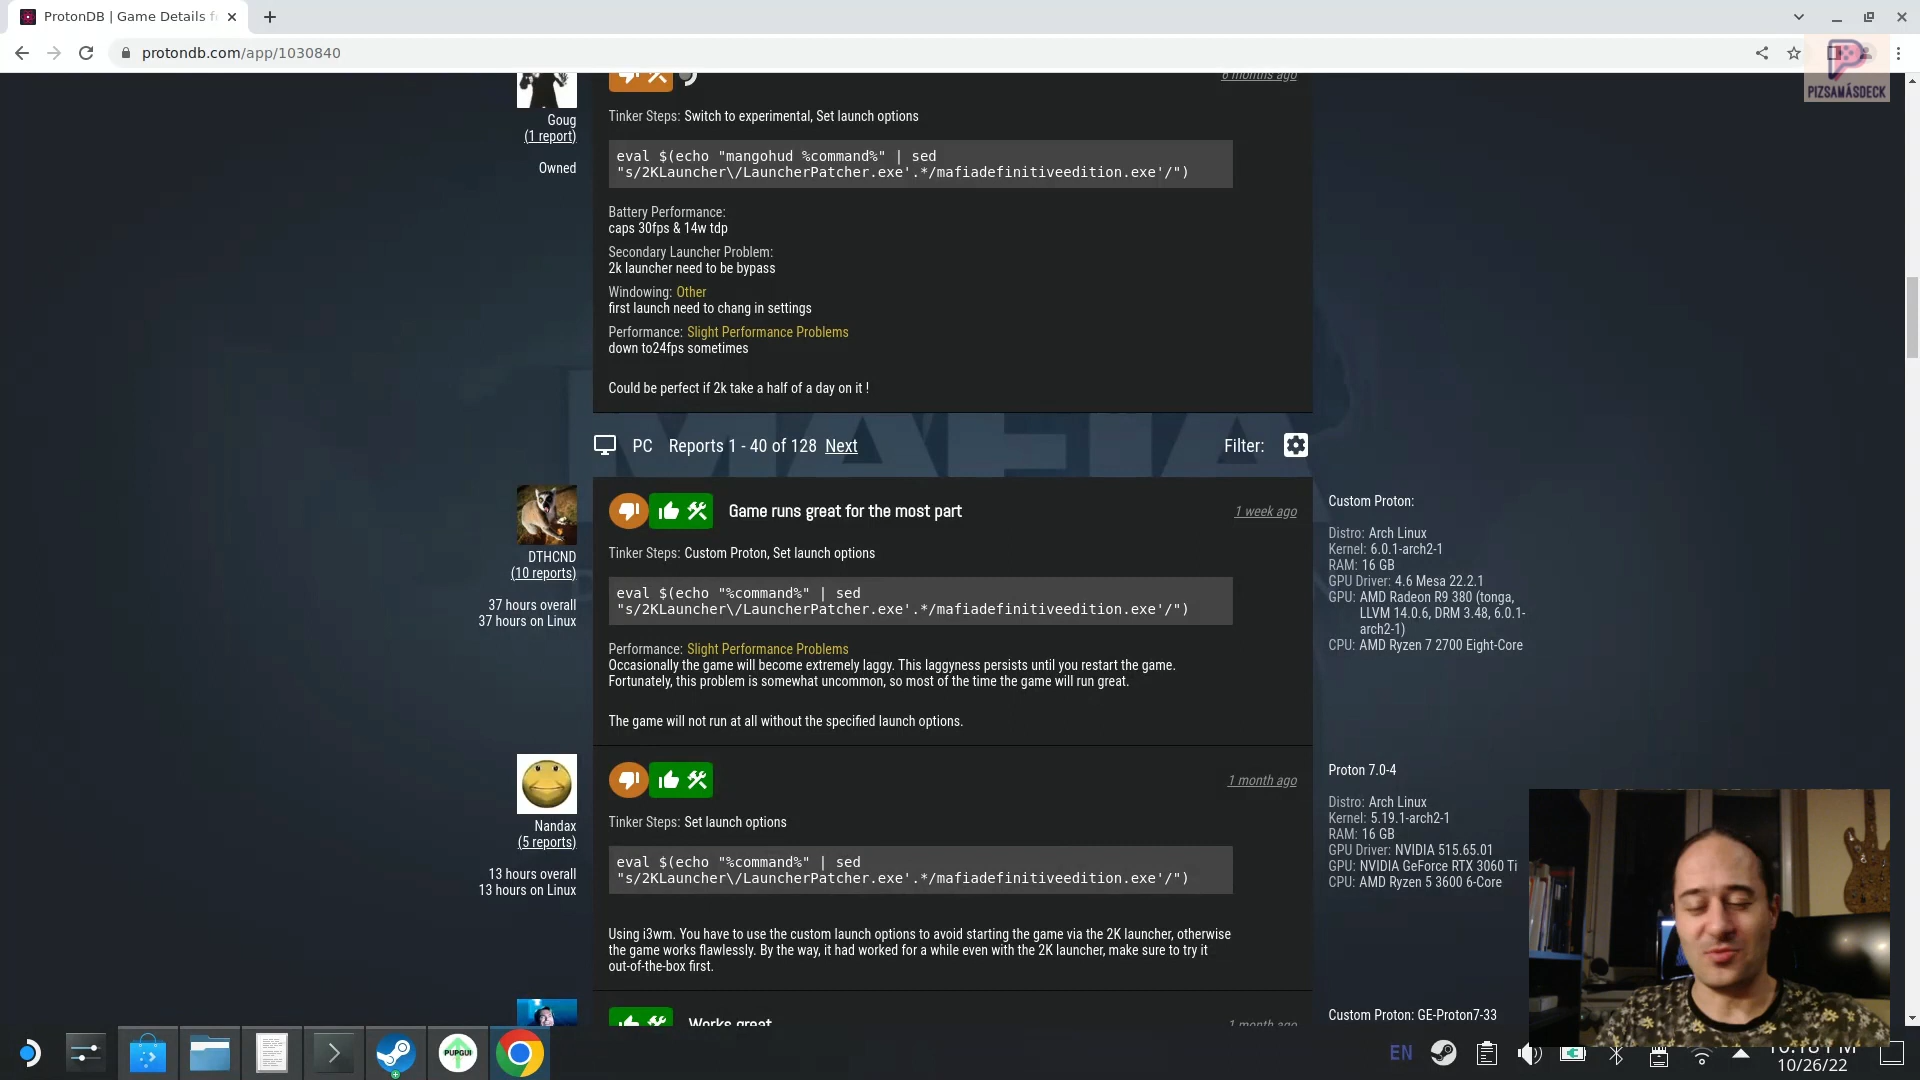 ProtonDB | Game Details f
protondb.com/app/1030840
PIZSAMÁSDECK
6 months ago
Goug
(1 report)
Owned
Tinker Steps: Switch to experimental, Set launch options
eval $(echo "mangohud %command%" | sed
"s/2KLauncher\/LauncherPatcher.exe'.*/mafiadefinitiveedition.exe'/")
Battery Performance:
caps 30fps & 14w tdp
Secondary Launcher Problem:
2k launcher need to be bypass
Windowing: Other
first launch need to chang in settings
Performance: Slight Performance Problems
down to24fps sometimes
Could be perfect if 2k take a half of a day on it !
MAFIA
PC Reports 1 - 40 of 128 Next
Filter:
DTHCND
(10 reports)
37 hours overall
37 hours on Linux
Game runs great for the most part
1 week ago
Tinker Steps: Custom Proton, Set launch options
eval $(echo "%command%" | sed
"s/2KLauncher\/LauncherPatcher.exe'.*/mafiadefinitiveedition.exe'/")
Performance: Slight Performance Problems
Occasionally the game will become extremely laggy. This laggyness persists until you restart the game.
Fortunately, this problem is somewhat uncommon, so most of the time the game will run great.
The game will not run at all without the specified launch options.
Custom Proton:
Distro: Arch Linux
Kernel: 6.0.1-arch2-1
RAM: 16 GB
GPU Driver: 4.6 Mesa 22.2.1
GPU: AMD Radeon R9 380 (tonga,
LLVM 14.0.6, DRM 3.48, 6.0.1-
arch2-1)
CPU: AMD Ryzen 7 2700 Eight-Core
Nandax
(5 reports)
13 hours overall
13 hours on Linux
1 month ago
Tinker Steps: Set launch options
eval $(echo "%command%" | sed
"s/2KLauncher\/LauncherPatcher.exe'.*/mafiadefinitiveedition.exe'/")
Using i3wm. You have to use the custom launch options to avoid starting the game via the 2K launcher, otherwise
the game works flawlessly. By the way, it had worked for a while even with the 2K launcher, make sure to try it
out-of-the-box first.
Proton 7.0-4
Distro: Arch Linux
Kernel: 5.19.1-arch2-1
RAM: 16 GB
GPU Driver: NVIDIA 515.65.01
GPU: NVIDIA GeForce RTX 3060 Ti
CPU: AMD Ryzen 5 3600 6-Core
Works great
1 month ago
Custom Proton: GE-Proton7-33
PUPGUI
EN
10:18 PM
10/26/22